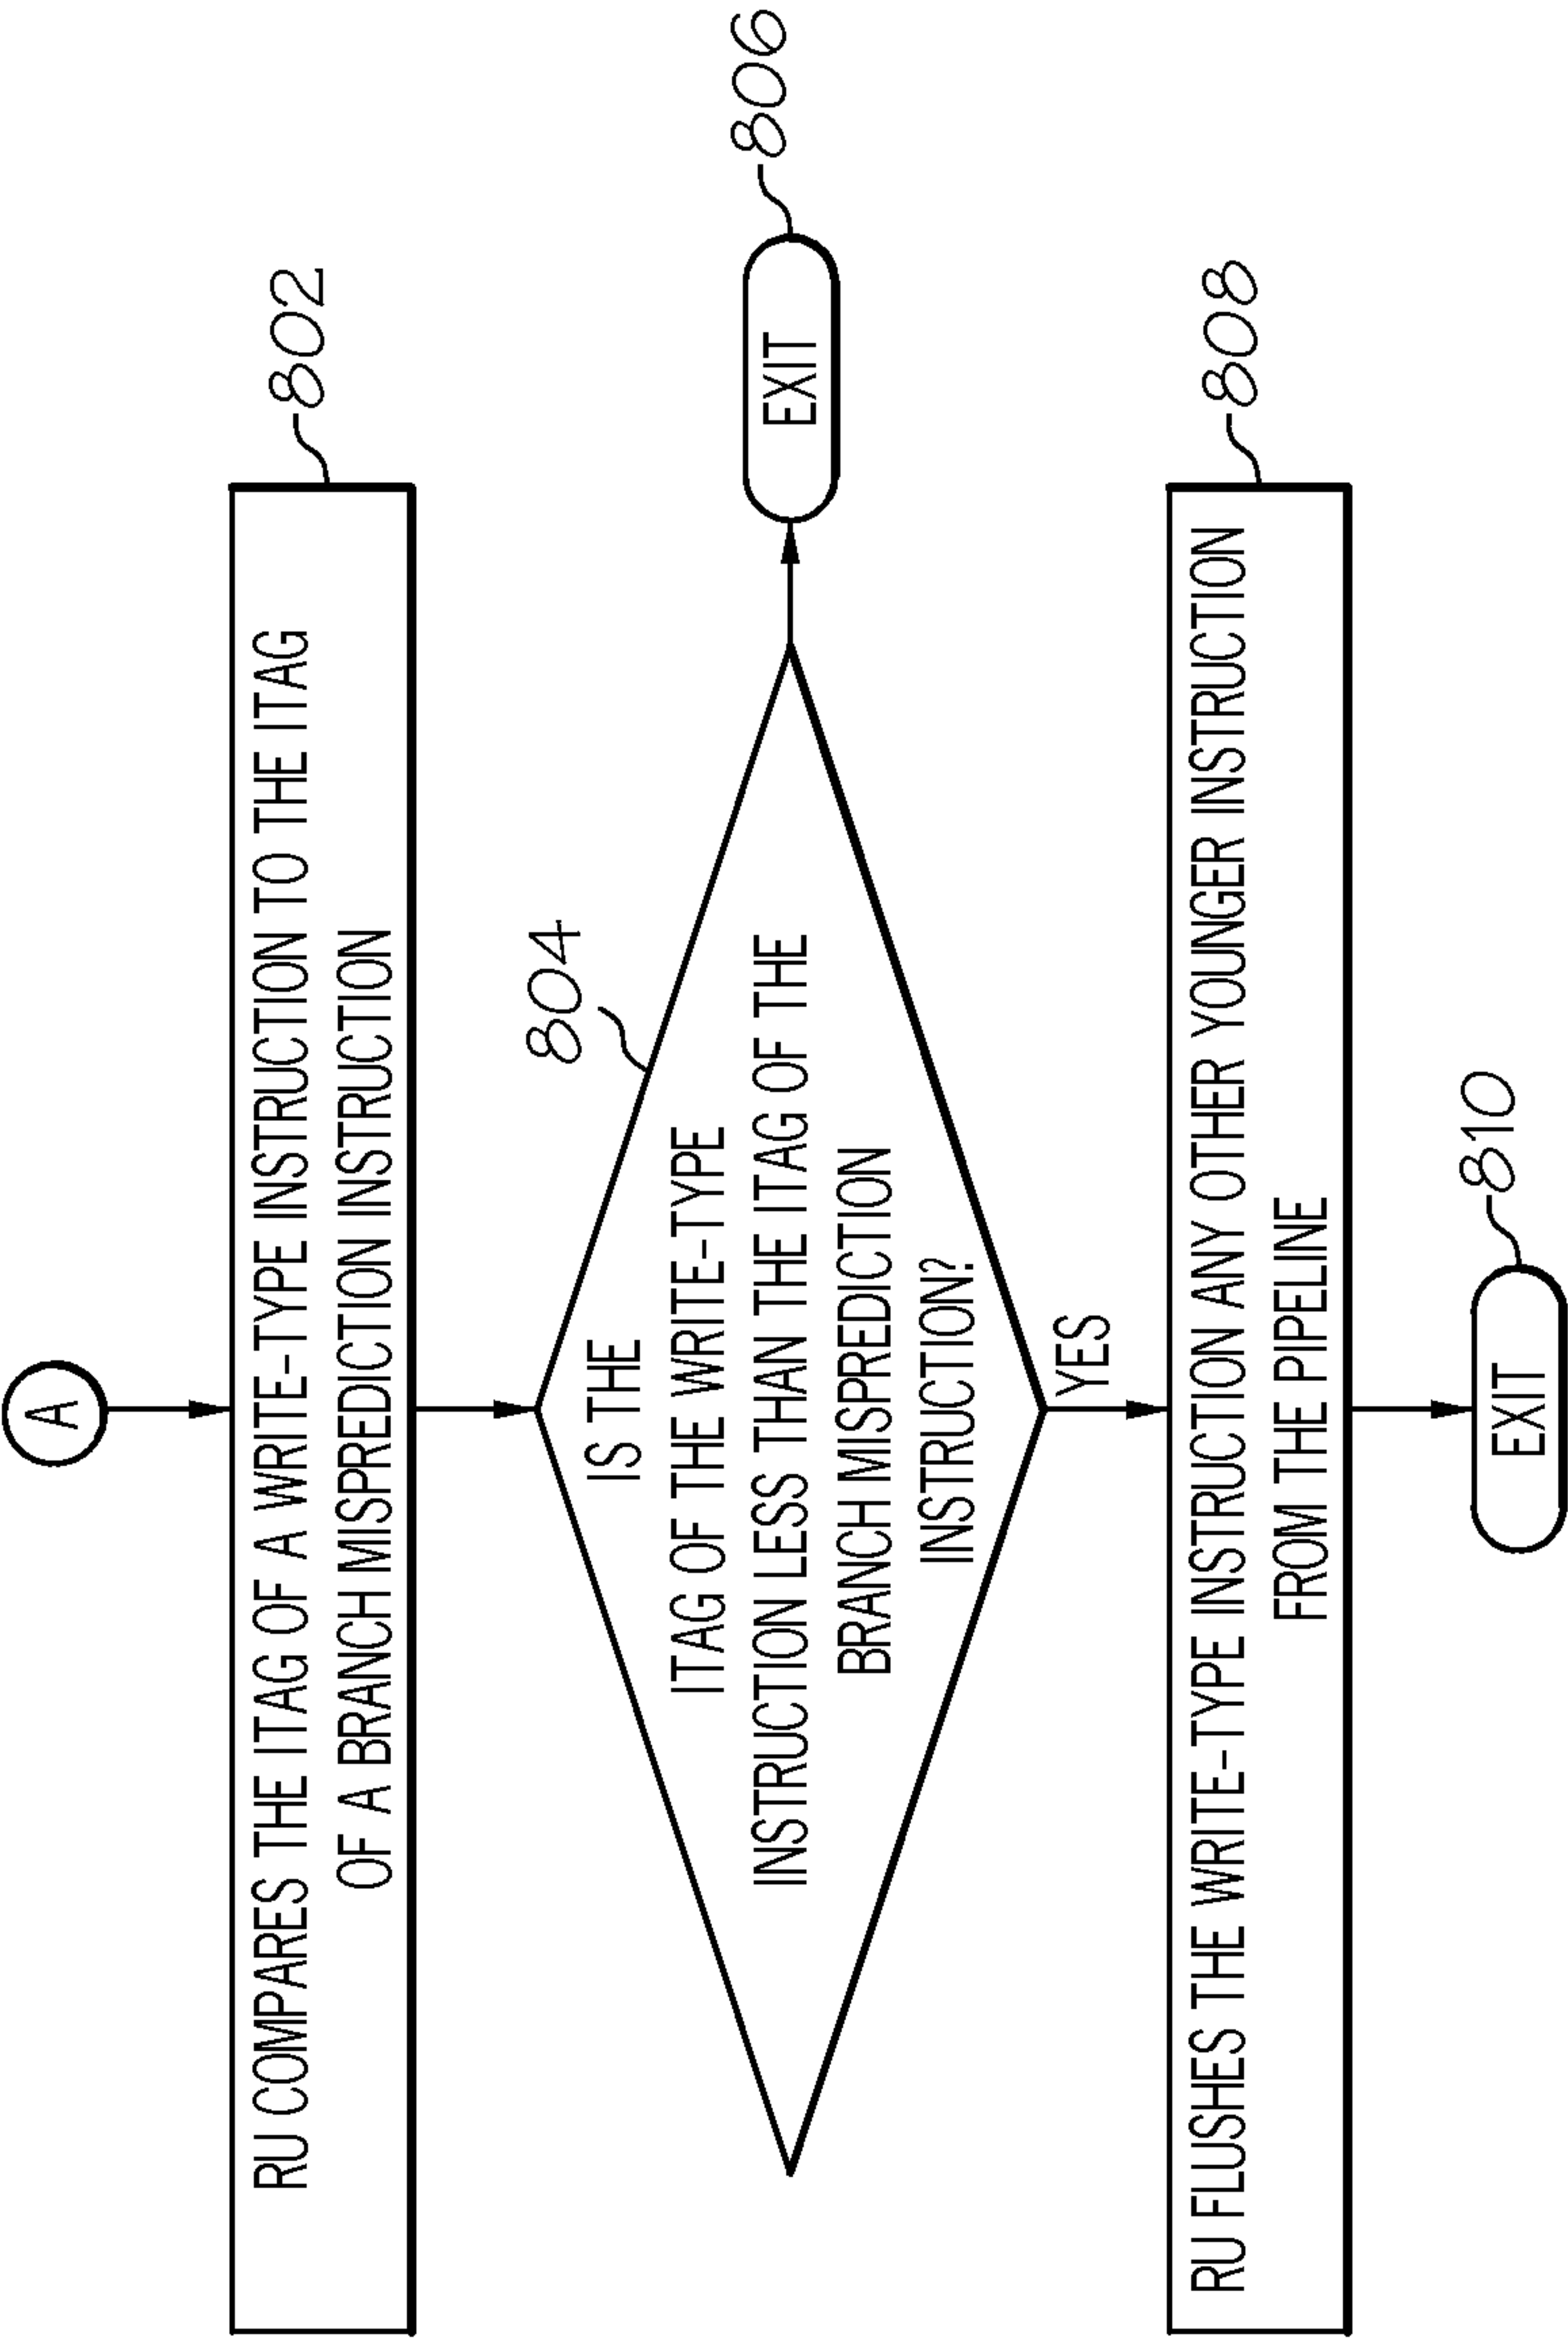 A
802
RU COMPARES THE ITAG OF A WRITE-TYPE INSTRUCTION TO THE ITAG
OF A BRANCH MISPREDICTION INSTRUCTION
804
IS THE
ITAG OF THE WRITE-TYPE
INSTRUCTION LESS THAN THE ITAG OF THE
BRANCH MISPREDICTION
INSTRUCTION?
806
EXIT
YES
808
RU FLUSHES THE WRITE-TYPE INSTRUCTION ANY OTHER YOUNGER INSTRUCTION
FROM THE PIPELINE
810
EXIT